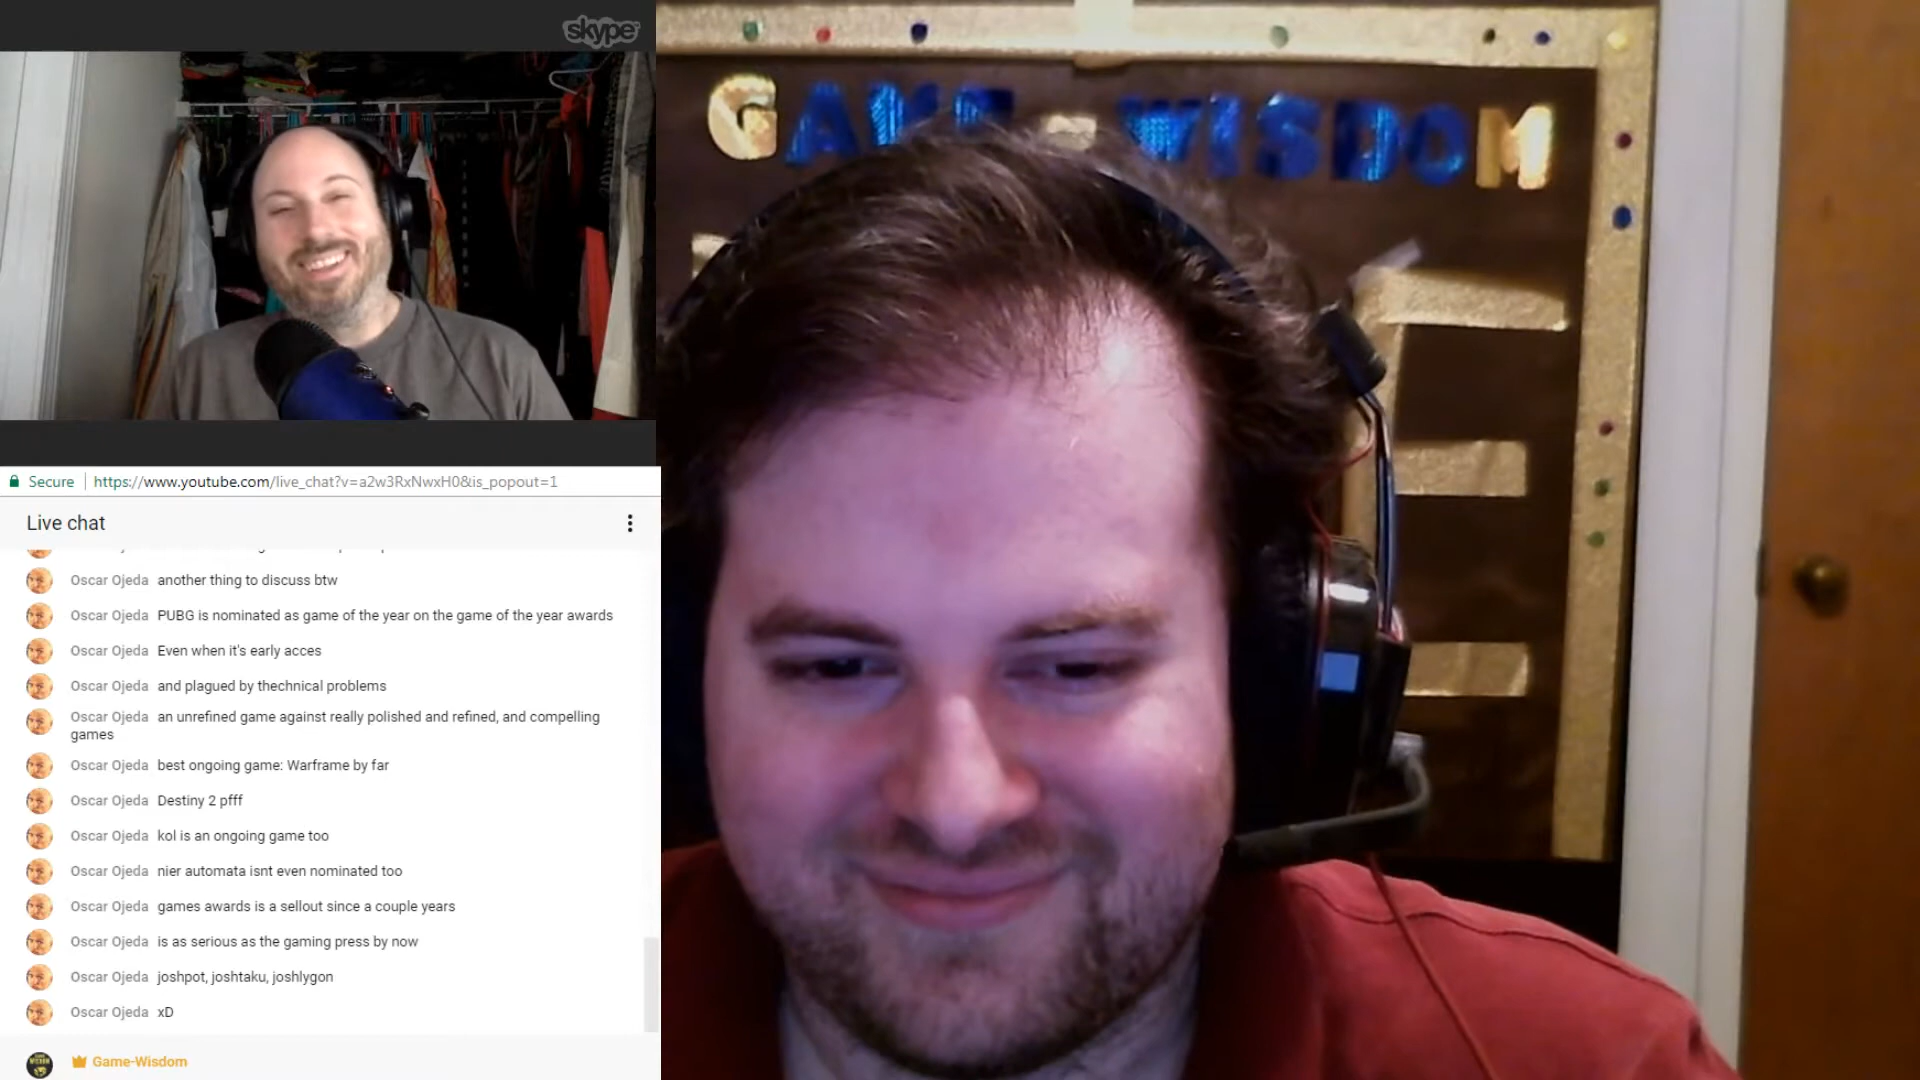 skype
GAME-WISDOM
Secure https://www.youtube.com/live_chat?v=a2w3RxNwxH0&is_popout=1
Live chat
Oscar Ojeda another thing to discuss btw
Oscar Ojeda PUBG is nominated as game of the year on the game of the year awards
Oscar Ojeda Even when it's early acces
Oscar Ojeda and plagued by thechnical problems
Oscar Ojeda an unrefined game against really polished and refined, and compelling
games
Oscar Ojeda best ongoing game: Warframe by far
Oscar Ojeda Destiny 2 pfff
Oscar Ojeda kol is an ongoing game too
Oscar Ojeda nier automata isnt even nominated too
Oscar Ojeda games awards is a sellout since a couple years
Oscar Ojeda is as serious as the gaming press by now
Oscar Ojeda joshpot, joshtaku, joshlygon
Oscar Ojeda xD
Game-Wisdom